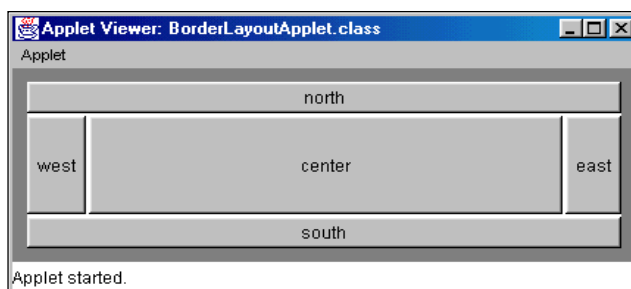 Applet Viewer: BorderLayoutApplet.class
Applet
north
west center east
south
Applet started.